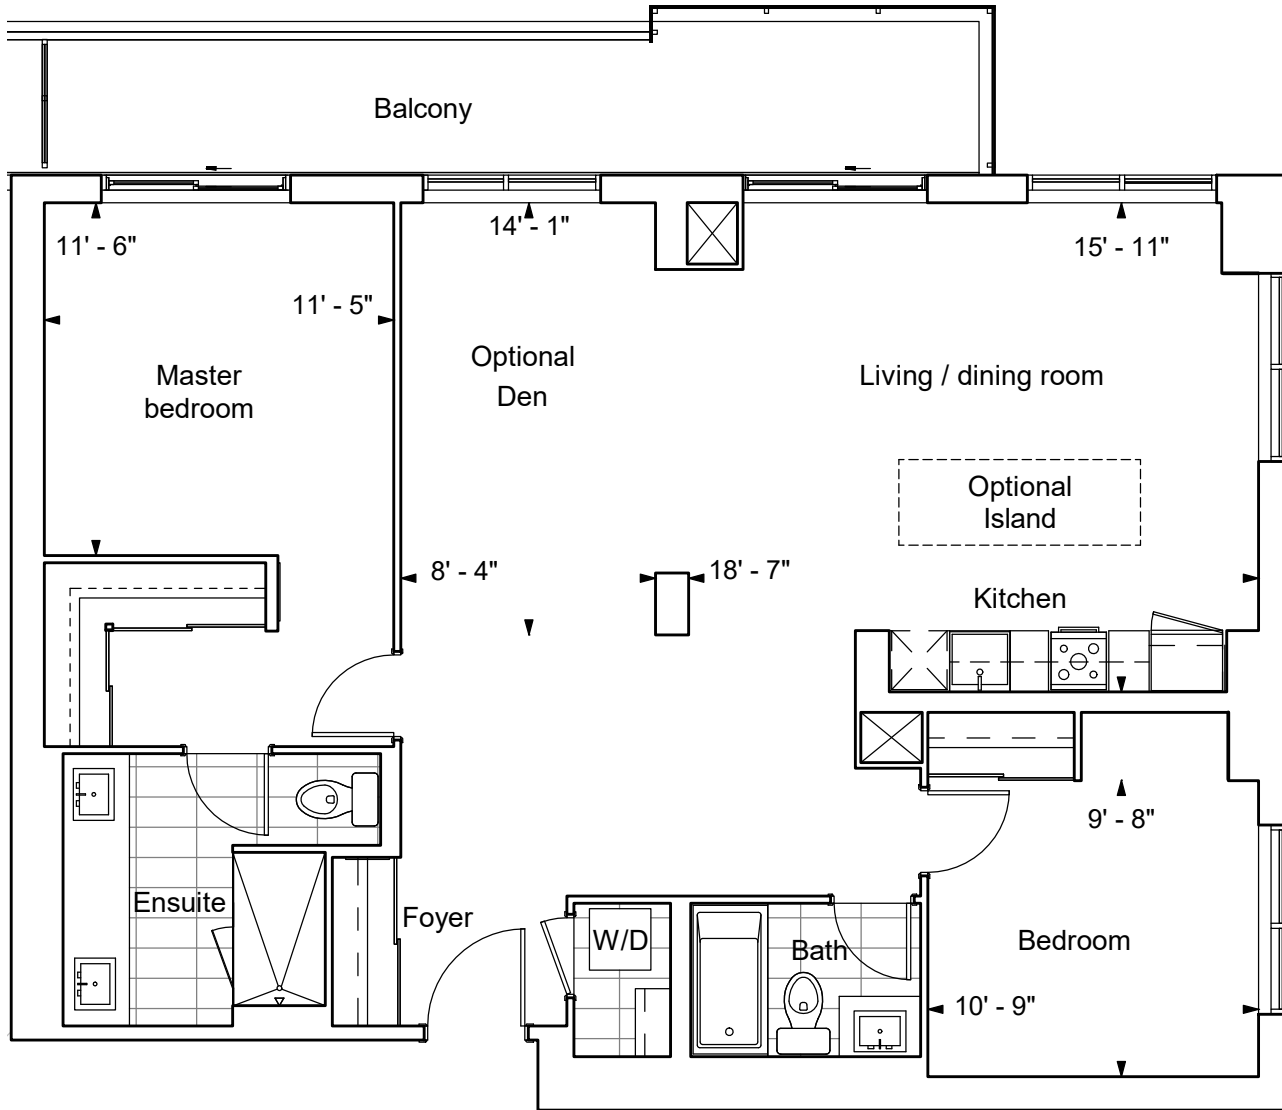 Balcony
11' - 6"
14' - 1"
15' - 11"
11' - 5"
Master
bedroom
Optional
Den
Living / dining room
Optional
Island
8' - 4"
18' - 7"
Kitchen
9' - 8"
Ensuite
Foyer
W/D
Bath
Bedroom
10' - 9"